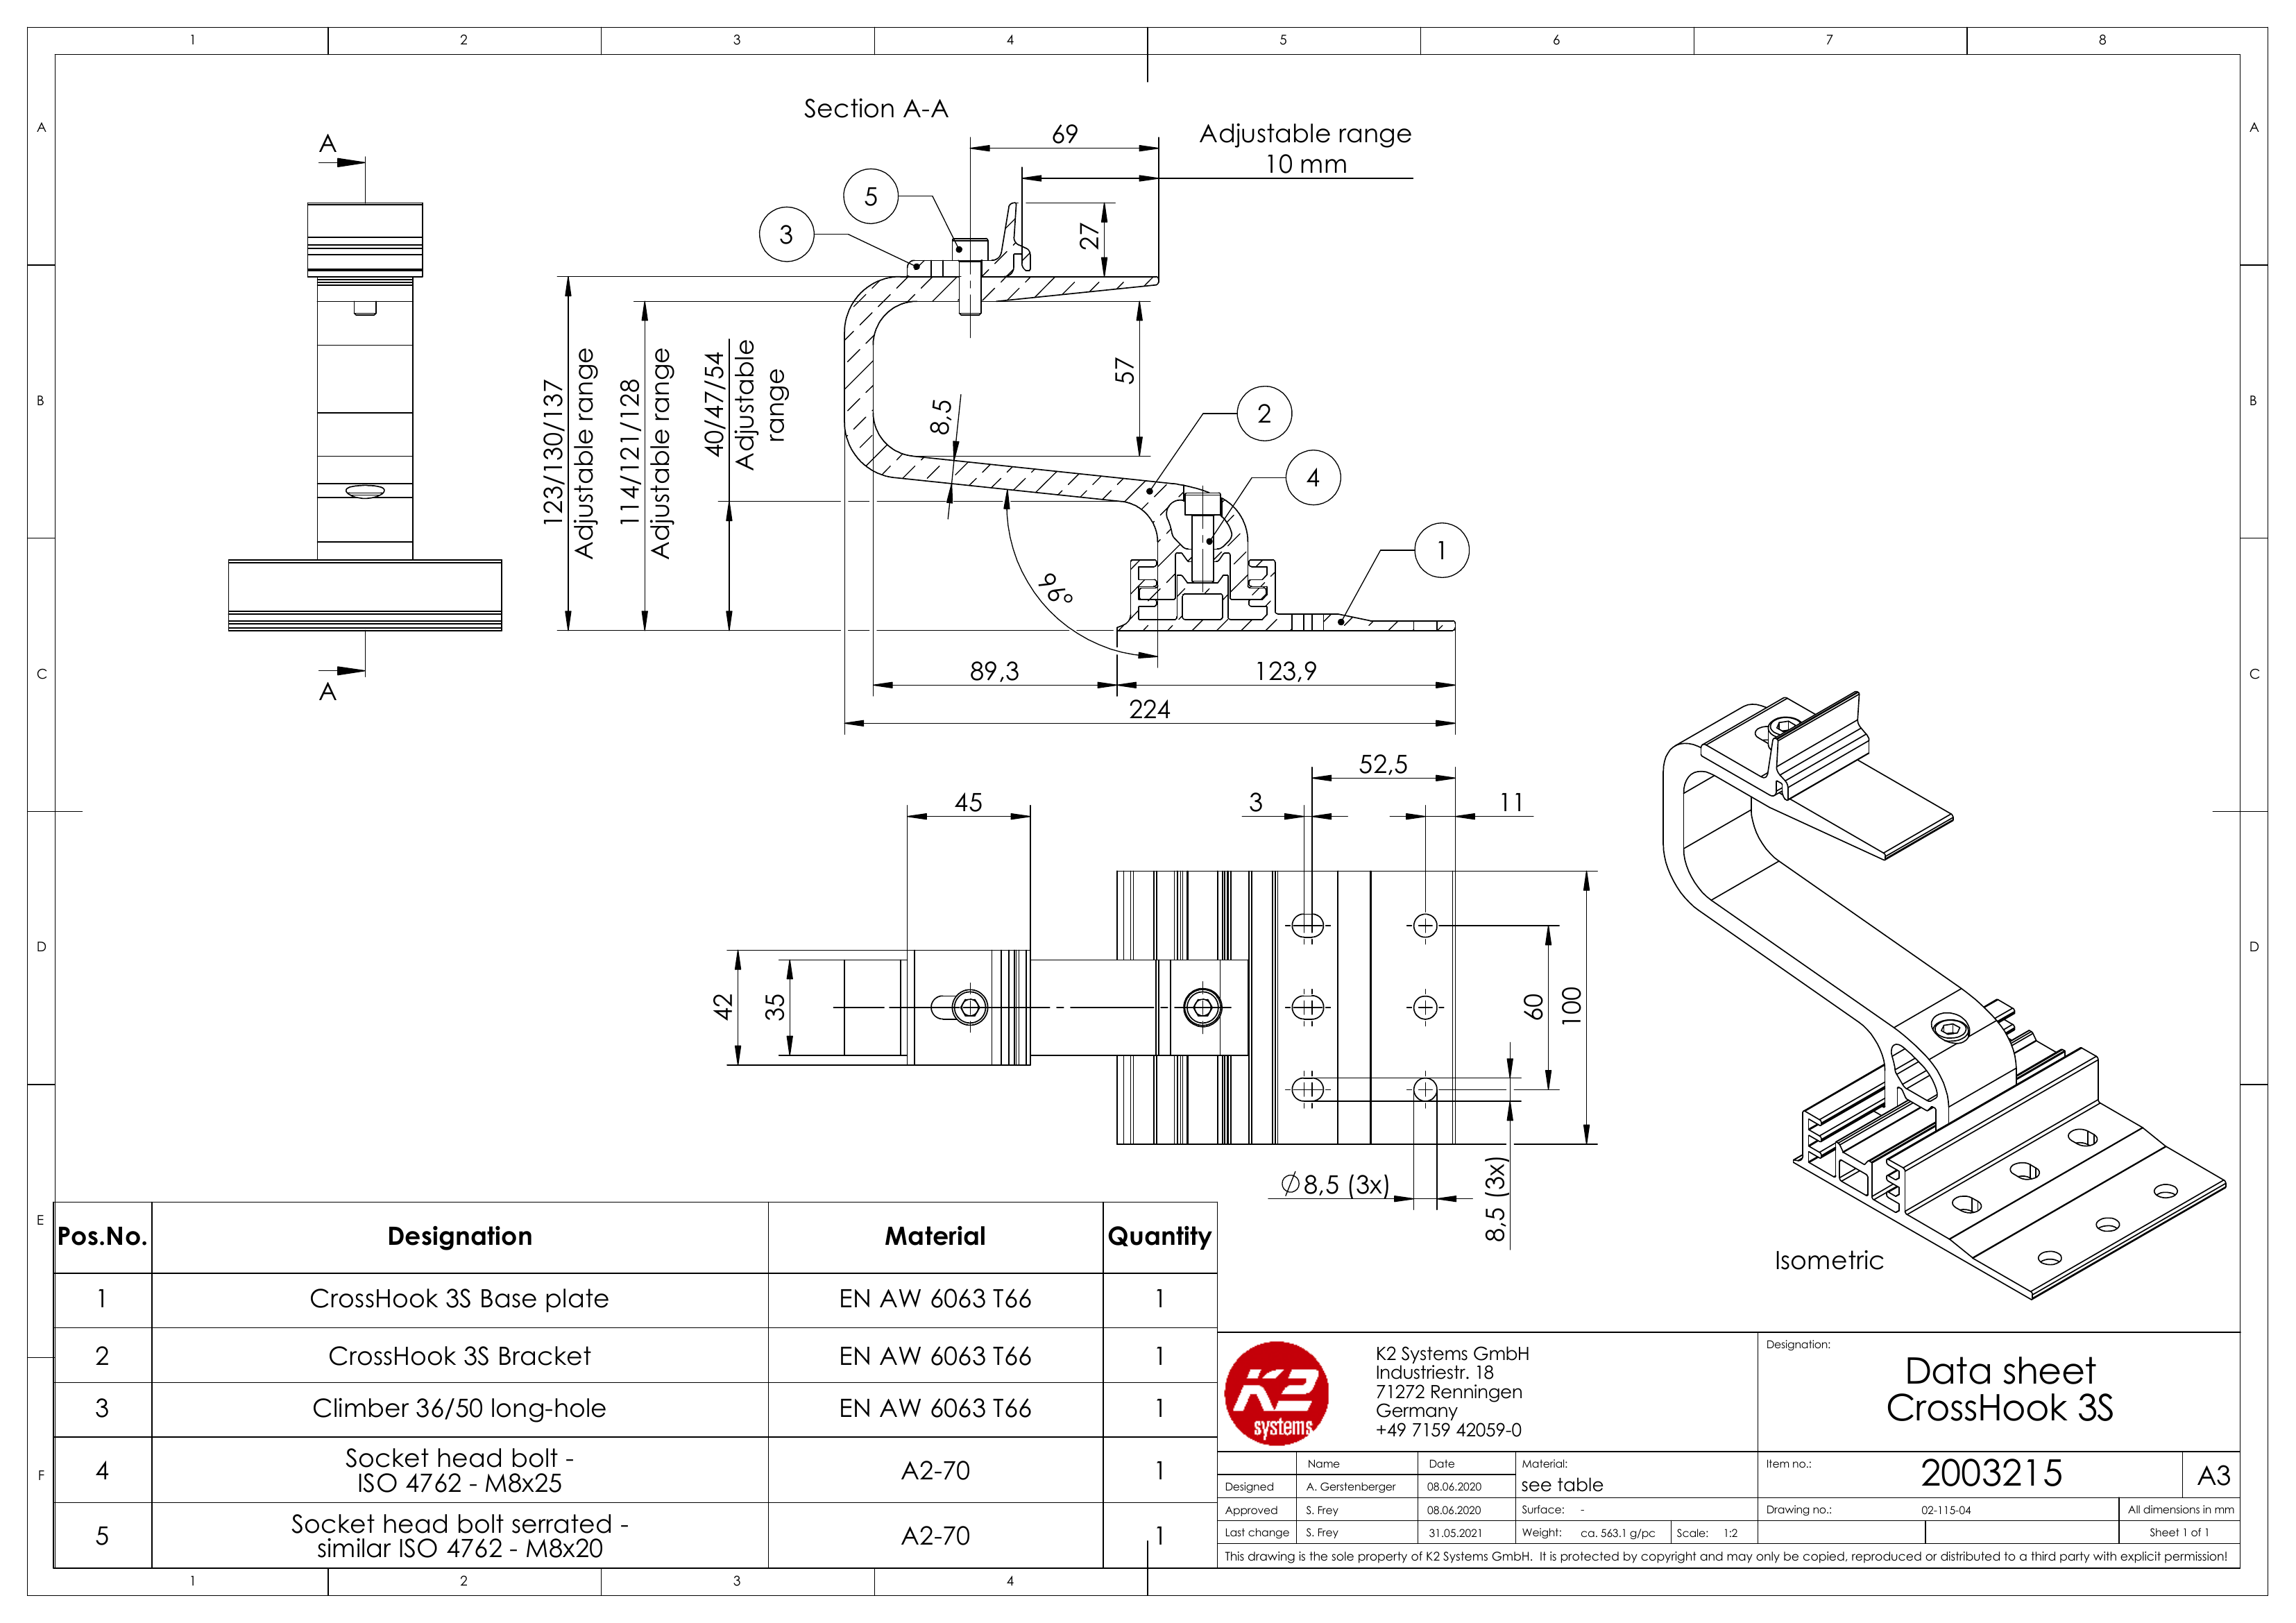 1 2 3 4 5 6 7 8
A
A
B
B
C
C
D
D
E
F
Section A-A
A
A
69
Adjustable range
10 mm
5
3
27
123/130/137
Adjustable range
114/121/128
Adjustable range
40/47/54
Adjustable
range
8,5
57
2
4
1
96°
89,3
123,9
224
52,5
45
3
11
42
35
60
100
Ø8,5 (3x)
8,5 (3x)
Isometric
Pos.No. Designation Material Quantity
1 CrossHook 3S Base plate EN AW 6063 T66 1
2 CrossHook 3S Bracket EN AW 6063 T66 1
3 Climber 36/50 long-hole EN AW 6063 T66 1
4 Socket head bolt - A2-70 1
ISO 4762 - M8x25
5 Socket head bolt serrated - A2-70 1
similar ISO 4762 - M8x20
K2
systems
K2 Systems GmbH
Industriestr. 18
71272 Renningen
Germany
+49 7159 42059-0
Designation:
Data sheet
CrossHook 3S
Name Date Material: see table
Designed A. Gerstenberger 08.06.2020
Approved S. Frey 08.06.2020 Surface: -
Last change S. Frey 31.05.2021 Weight: ca. 563.1 g/pc Scale: 1:2
Item no.: 2003215 A3
Drawing no.: 02-115-04 All dimensions in mm
Sheet 1 of 1
This drawing is the sole property of K2 Systems GmbH. It is protected by copyright and may only be copied, reproduced or distributed to a third party with explicit permission!
1 2 3 4